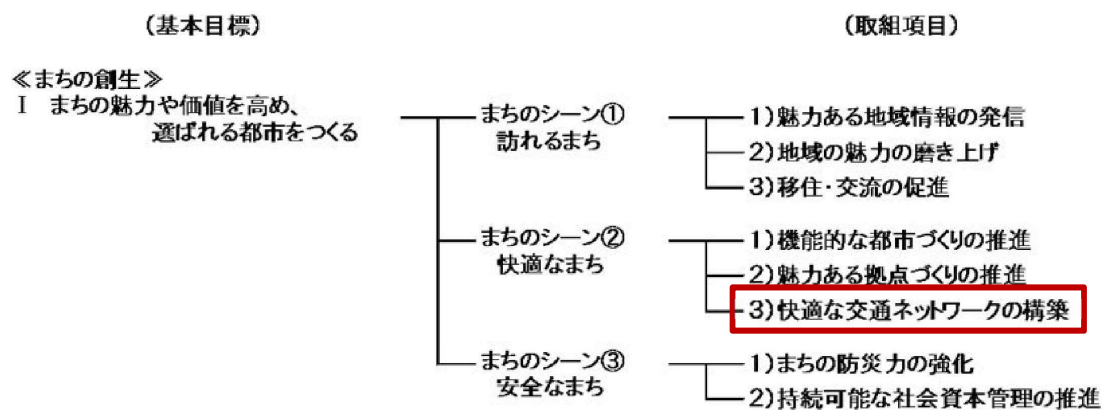 (基本目標)
(取組項目)
≪まちの創生≫
Ⅰ まちの魅力や価値を高め、
選ばれる都市をつくる
まちのシーン①
訪れるまち
1)魅力ある地域情報の発信
2)地域の魅力の磨き上げ
3)移住・交流の促進
まちのシーン②
快適なまち
1)機能的な都市づくりの推進
2)魅力ある拠点づくりの推進
3)快適な交通ネットワークの構築
まちのシーン③
安全なまち
1)まちの防災力の強化
2)持続可能な社会資本管理の推進